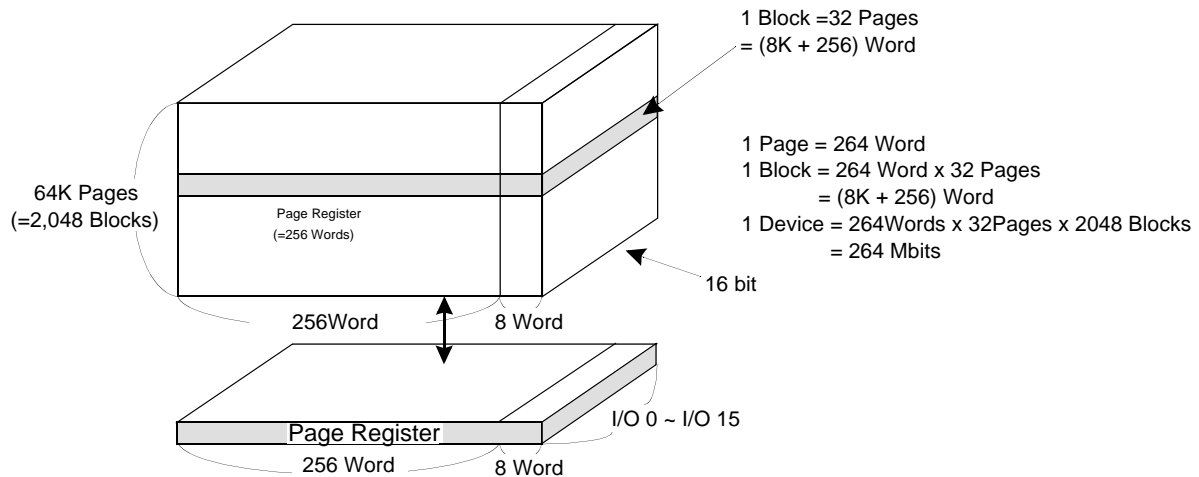 1 Block =32 Pages
= (8K + 256) Word
1 Page = 264 Word
1 Block = 264 Word x 32 Pages
= (8K + 256) Word
1 Device = 264Words x 32Pages x 2048 Blocks
= 264 Mbits
64K Pages
(=2,048 Blocks)
Page Register
(=256 Words)
16 bit
256Word
8 Word
I/O 0 ~ I/O 15
Page Register
256 Word
8 Word